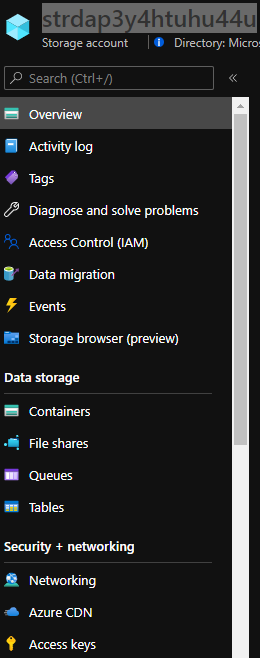 strdap3y4htuhu44u
Storage account
Directory: Micros
Search (Ctrl+/)
Overview
Activity log
Tags
Diagnose and solve problems
Access Control (IAM)
Data migration
Events
Storage browser (preview)
Data storage
Containers
File shares
Queues
Tables
Security + networking
Networking
Azure CDN
Access keys